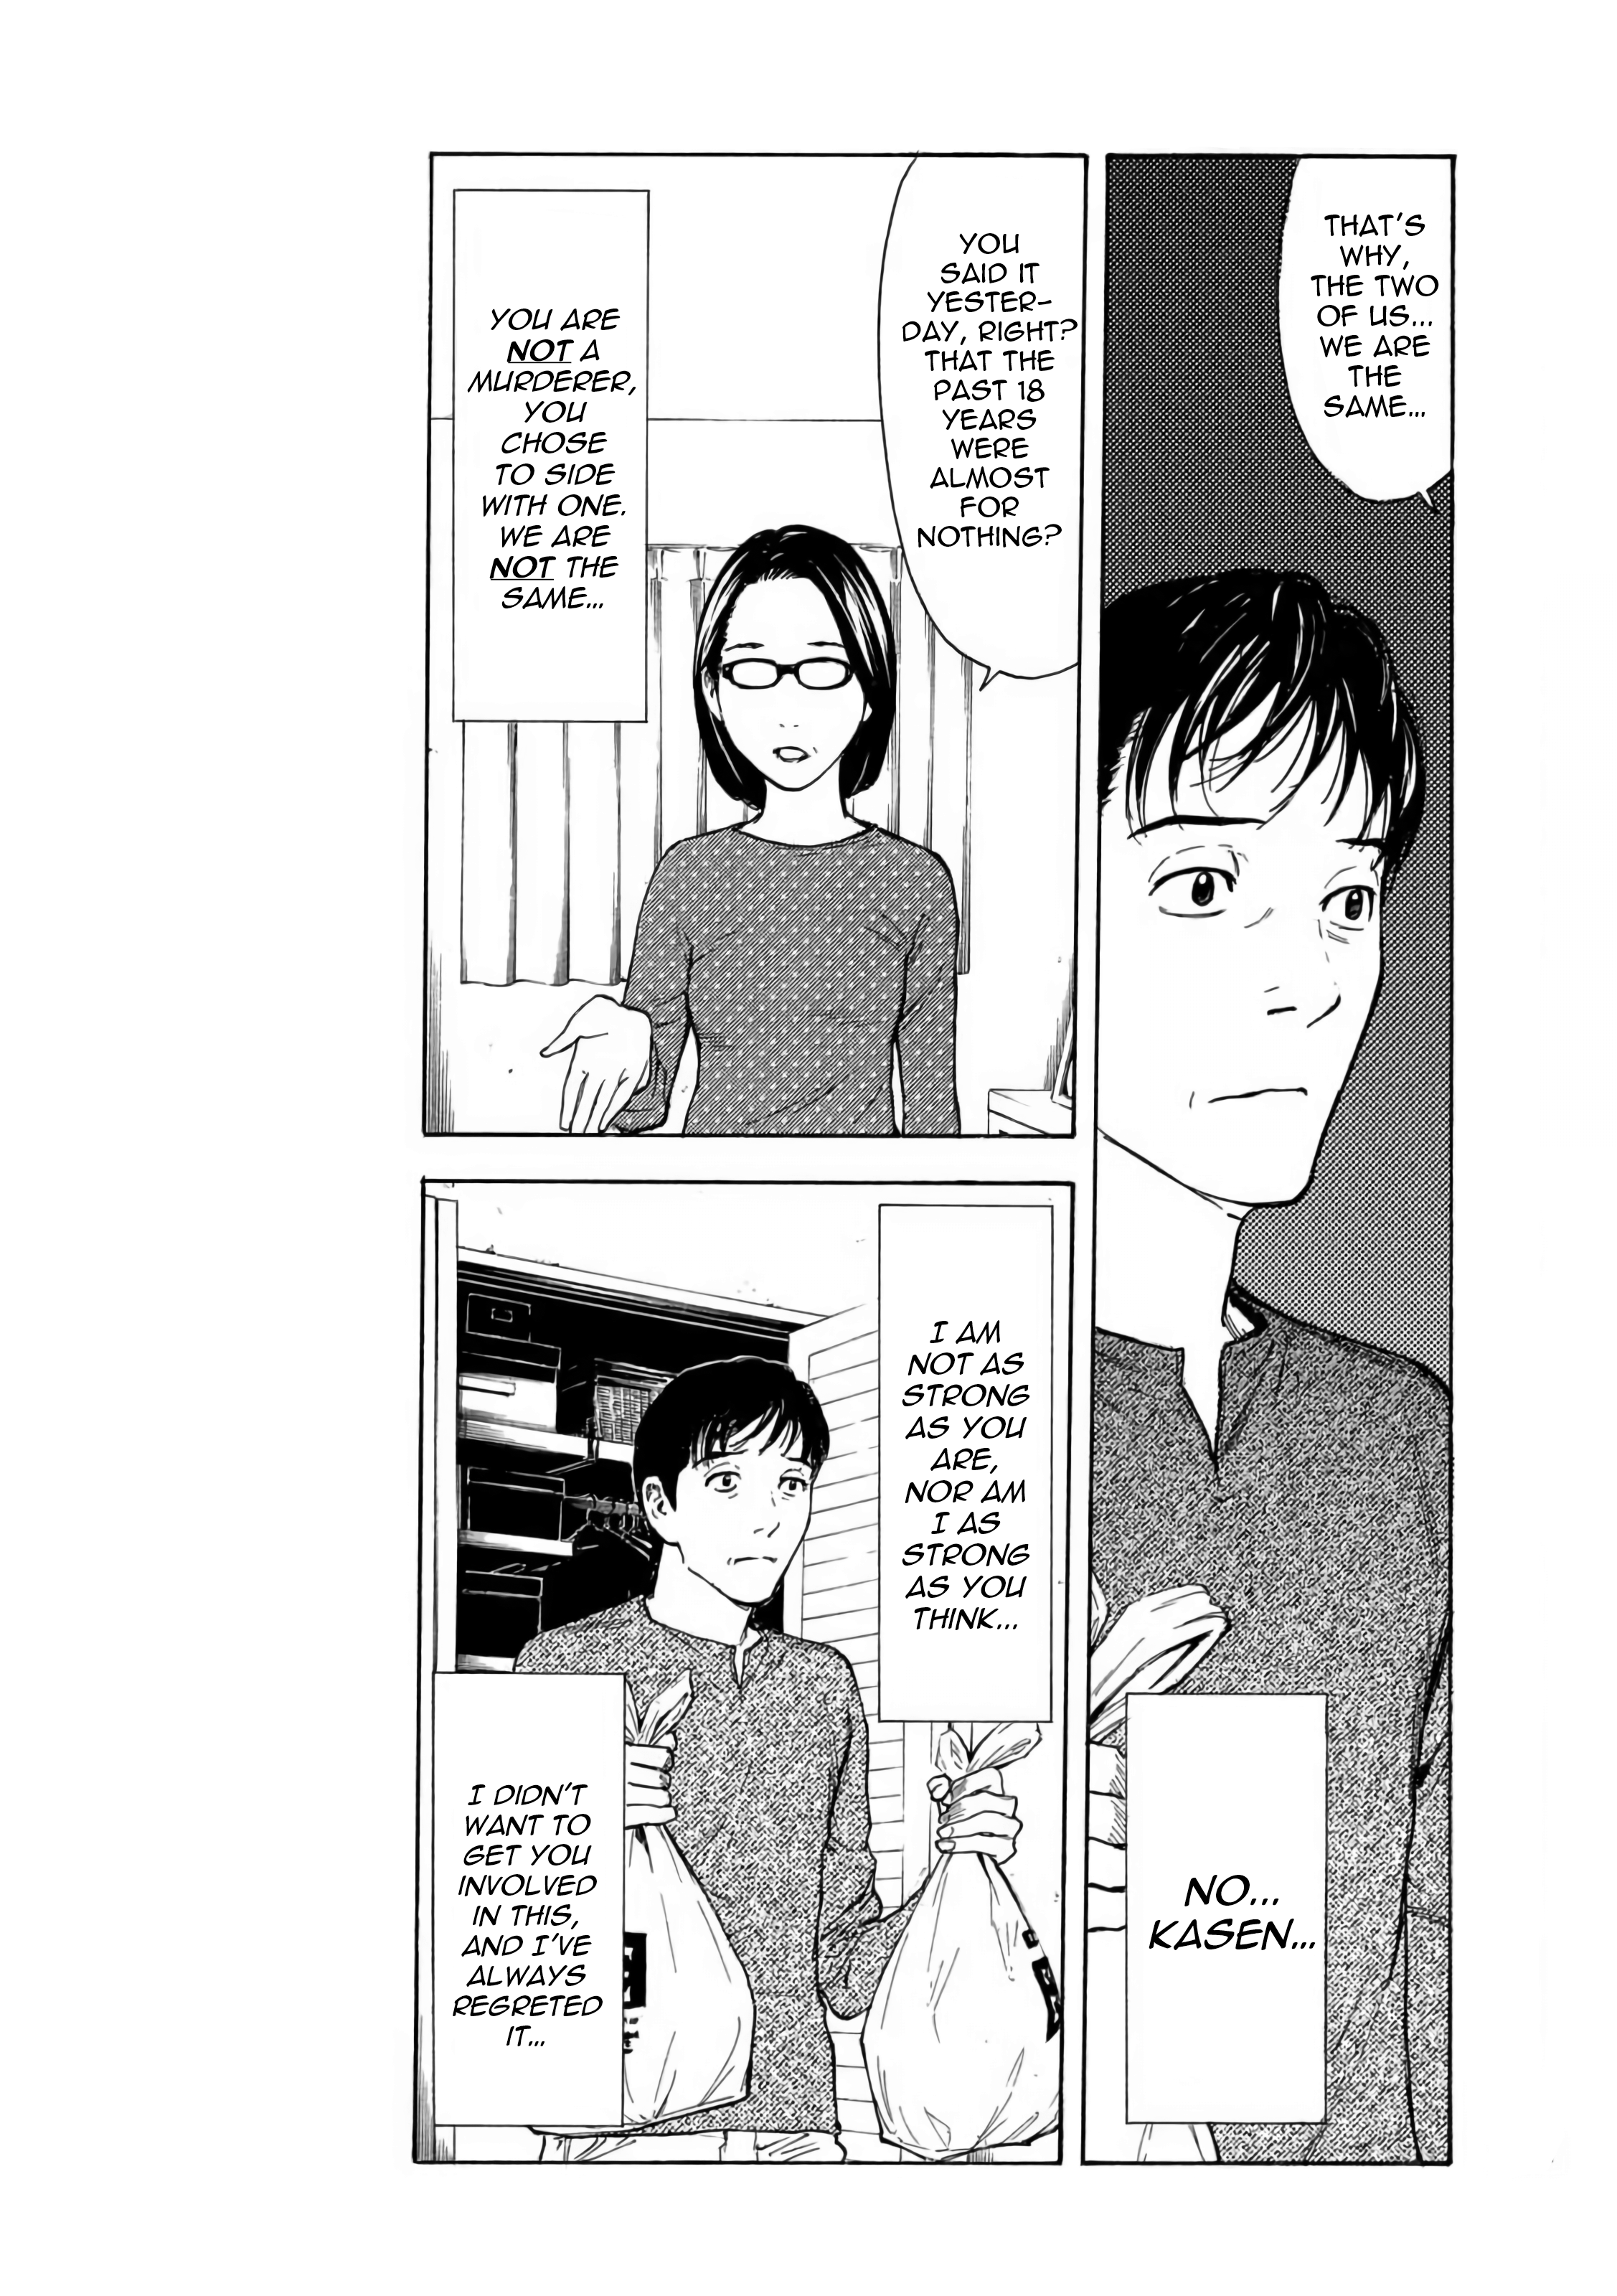 THAT'S
WHY,
THE TWO
OF US...
WE ARE
THE
SAME...
NO...
KASEN...
YOU
SAID IT
YESTER-
DAY, RIGHT?
THAT THE
PAST 18
YEARS
WERE
ALMOST
FOR
NOTHING?
YOU ARE
NOT A
MURDERER,
YOU
CHOSE
TO SIDE
WITH ONE.
WE ARE
NOT THE
SAME...
I AM
NOT AS
STRONG
AS YOU
ARE,
NOR AM
I AS
STRONG
AS YOU
THINK...
I DIDN'T
WANT TO
GET YOU
INVOLVED
IN THIS,
AND I'VE
ALWAYS
REGRETED
IT...